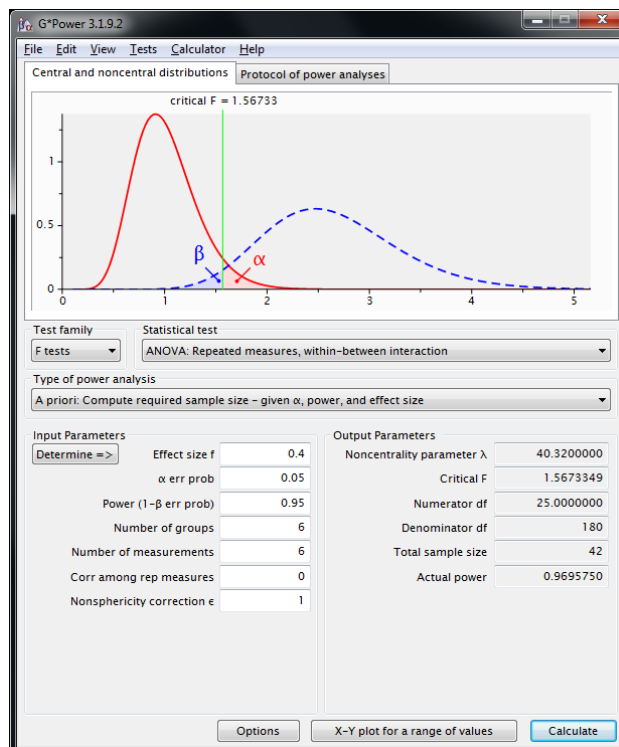 G*Power 3.1.9.2
File Edit View Tests Calculator Help
Central and noncentral distributions Protocol of power analyses
critical F = 1.56733
1
0.5
0
β α
0 1 2 3 4 5
Test family Statistical test
F tests ANOVA: Repeated measures, within-between interaction
Type of power analysis
A priori: Compute required sample size - given α, power, and effect size
Input Parameters Output Parameters
Determine => Effect size f 0.4 Noncentrality parameter λ 40.3200000
α err prob 0.05 Critical F 1.5673349
Power (1-β err prob) 0.95 Numerator df 25.0000000
Number of groups 6 Denominator df 180
Number of measurements 6 Total sample size 42
Corr among rep measures 0 Actual power 0.9695750
Nonsphericity correction ϵ 1
Options X-Y plot for a range of values Calculate